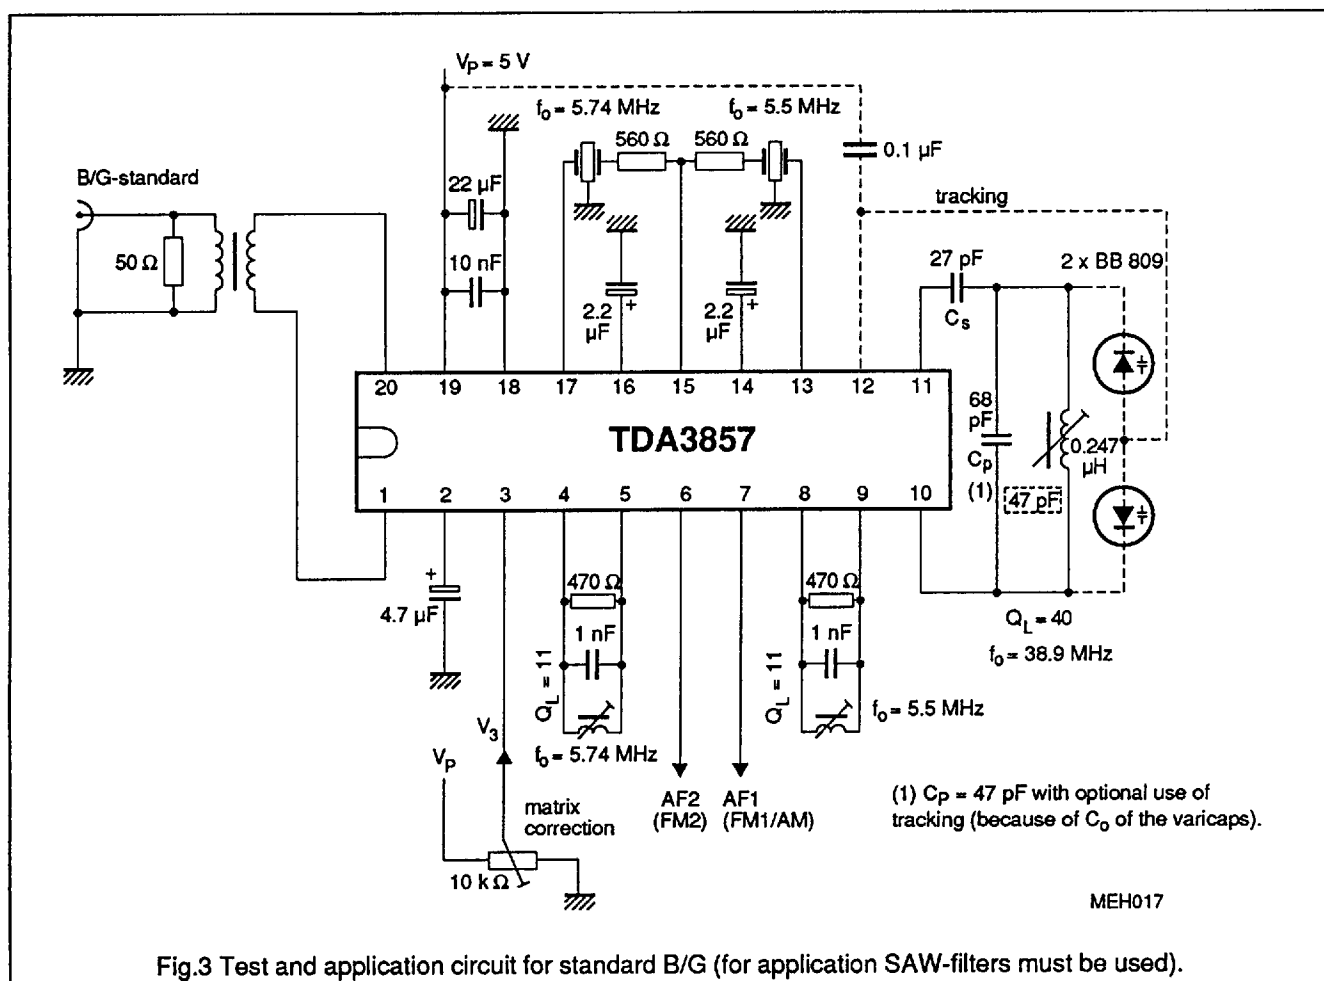 V_P = 5 V
f_o = 5.74 MHz
f_o = 5.5 MHz
560 Ω
560 Ω
0.1 µF
B/G-standard
22 µF
tracking
50 Ω
10 nF
2.2 µF
+
2.2 µF
+
27 pF
C_s
2 x BB 809
20
19
18
17
16
15
14
13
12
11
TDA3857
68 pF
C_p
(1)
0.247 µH
47 pF
1
2
3
4
5
6
7
8
9
10
+
4.7 µF
470 Ω
1 nF
Q_L = 11
f_o = 5.74 MHz
470 Ω
1 nF
Q_L = 11
f_o = 5.5 MHz
Q_L = 40
f_o = 38.9 MHz
V_3
V_P
matrix
correction
10 k Ω
AF2
(FM2)
AF1
(FM1/AM)
(1) C_P = 47 pF with optional use of
tracking (because of C_o of the varicaps).
MEH017
Fig.3 Test and application circuit for standard B/G (for application SAW-filters must be used).